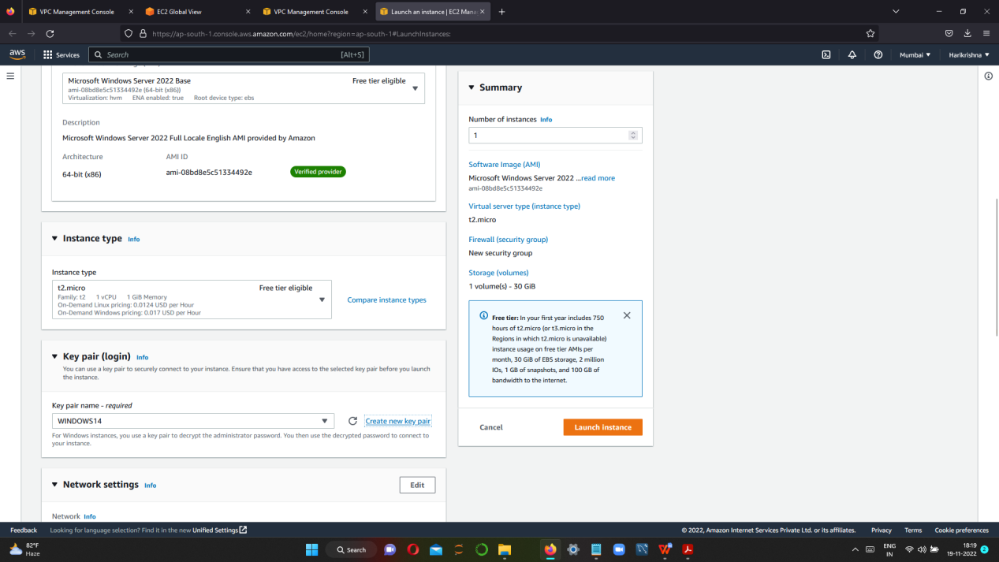 VPC Management Console
EC2 Global View
VPC Management Console
Launch an instance | EC2 Mana
https://ap-south-1.console.aws.amazon.com/ec2/home?region=ap-south-1#LaunchInstances:
aws
Services
Search
[Alt+S]
Mumbai
Harikrishna
Microsoft Windows Server 2022 Base
Free tier eligible
ami-08bd8e5c51334492e (64-bit (x86))
Virtualization: hvm ENA enabled: true Root device type: ebs
Description
Microsoft Windows Server 2022 Full Locale English AMI provided by Amazon
Architecture
AMI ID
64-bit (x86)
ami-08bd8e5c51334492e
Verified provider
Instance type Info
Instance type
t2.micro
Free tier eligible
Family: t2 1 vCPU 1 GiB Memory
On-Demand Linux pricing: 0.0124 USD per Hour
On-Demand Windows pricing: 0.017 USD per Hour
Compare instance types
Key pair (login) Info
You can use a key pair to securely connect to your instance. Ensure that you have access to the selected key pair before you launch
the instance.
Key pair name - required
WINDOWS14
Create new key pair
For Windows instances, you use a key pair to decrypt the administrator password. You then use the decrypted password to connect to
your instance.
Network settings Info
Edit
Network Info
Summary
Number of instances Info
1
Software Image (AMI)
Microsoft Windows Server 2022 ...read more
ami-08bd8e5c51334492e
Virtual server type (instance type)
t2.micro
Firewall (security group)
New security group
Storage (volumes)
1 volume(s) - 30 GiB
Free tier: In your first year includes 750
hours of t2.micro (or t3.micro in the
Regions in which t2.micro is unavailable)
instance usage on free tier AMIs per
month, 30 GiB of EBS storage, 2 million
IOs, 1 GB of snapshots, and 100 GB of
bandwidth to the internet.
Cancel
Launch instance
Feedback
Looking for language selection? Find it in the new Unified Settings
© 2022, Amazon Internet Services Private Ltd. or its affiliates.
Privacy
Terms
Cookie preferences
82°F
Haze
Search
ENG
IN
18:19
19-11-2022
2